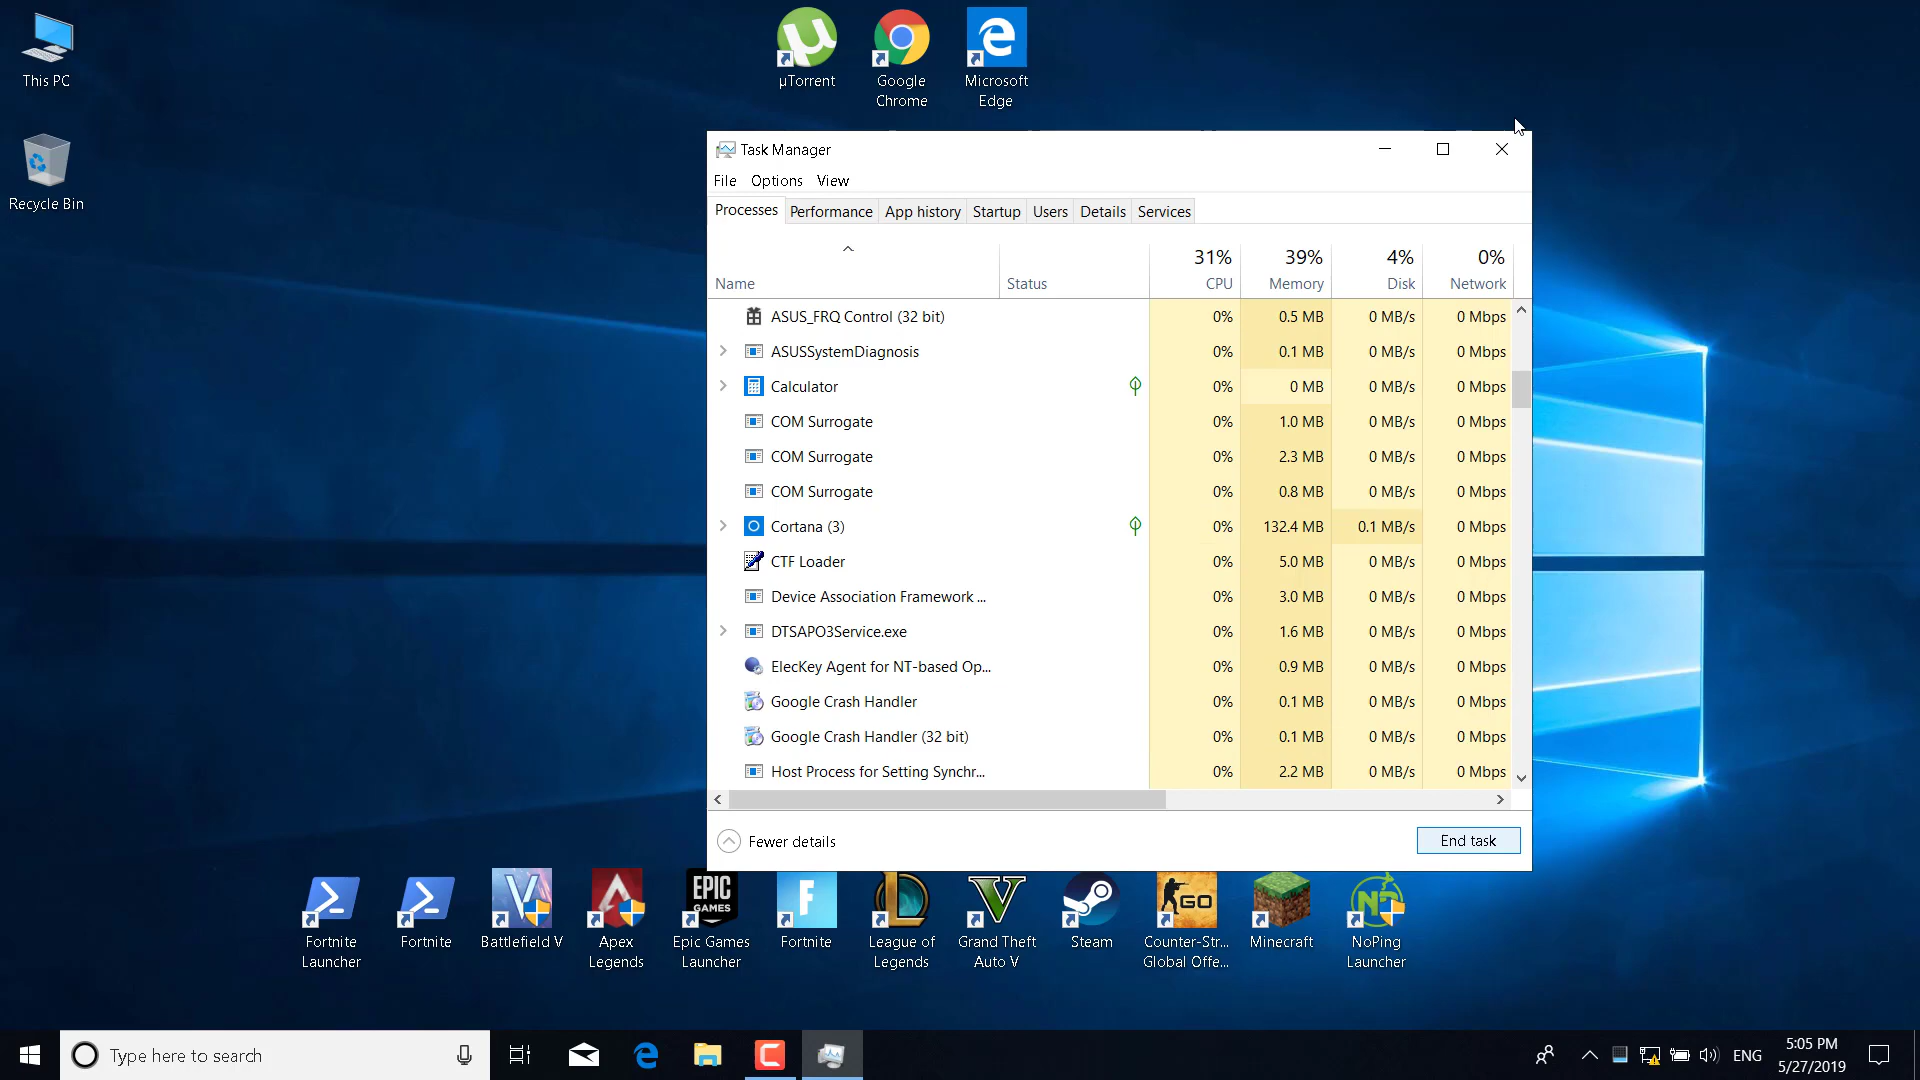 This PC
Recycle Bin
µTorrent
Google
Chrome
Microsoft
Edge
Task Manager
File Options View
Processes Performance App history Startup Users Details Services
31% 39% 4% 0%
Name Status CPU Memory Disk Network
ASUS_FRQ Control (32 bit) 0% 0.5 MB 0 MB/s 0 Mbps
ASUSSystemDiagnosis 0% 0.1 MB 0 MB/s 0 Mbps
Calculator 0% 0 MB 0 MB/s 0 Mbps
COM Surrogate 0% 1.0 MB 0 MB/s 0 Mbps
COM Surrogate 0% 2.3 MB 0 MB/s 0 Mbps
COM Surrogate 0% 0.8 MB 0 MB/s 0 Mbps
Cortana (3) 0% 132.4 MB 0.1 MB/s 0 Mbps
CTF Loader 0% 5.0 MB 0 MB/s 0 Mbps
Device Association Framework ... 0% 3.0 MB 0 MB/s 0 Mbps
DTSAPO3Service.exe 0% 1.6 MB 0 MB/s 0 Mbps
ElecKey Agent for NT-based Op... 0% 0.9 MB 0 MB/s 0 Mbps
Google Crash Handler 0% 0.1 MB 0 MB/s 0 Mbps
Google Crash Handler (32 bit) 0% 0.1 MB 0 MB/s 0 Mbps
Host Process for Setting Synchr... 0% 2.2 MB 0 MB/s 0 Mbps
Fewer details End task
EPIC
GAMES
GO
Fortnite
Launcher
Fortnite
Battlefield V
Apex
Legends
Epic Games
Launcher
Fortnite
League of
Legends
Grand Theft
Auto V
Steam
Counter-Str...
Global Offe...
Minecraft
NoPing
Launcher
Type here to search
ENG
5:05 PM
5/27/2019